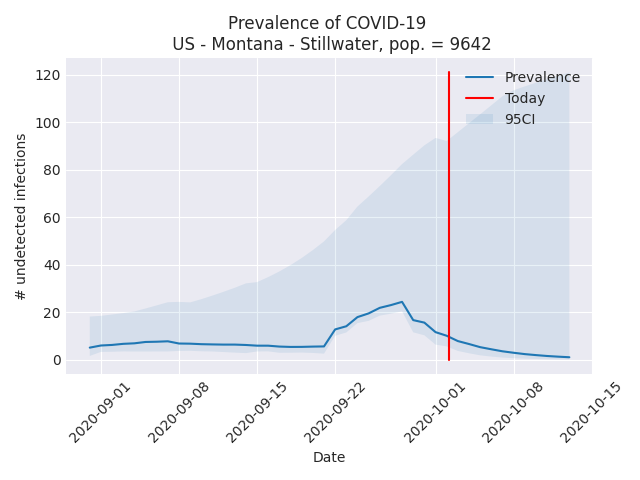 Prevalence of COVID-19
US - Montana - Stillwater, pop. = 9642
120
100
80
60
40
20
0
# undetected infections
Prevalence
Today
95CI
2020-09-01
2020-09-08
2020-09-15
2020-09-22
2020-10-01
2020-10-08
2020-10-15
Date